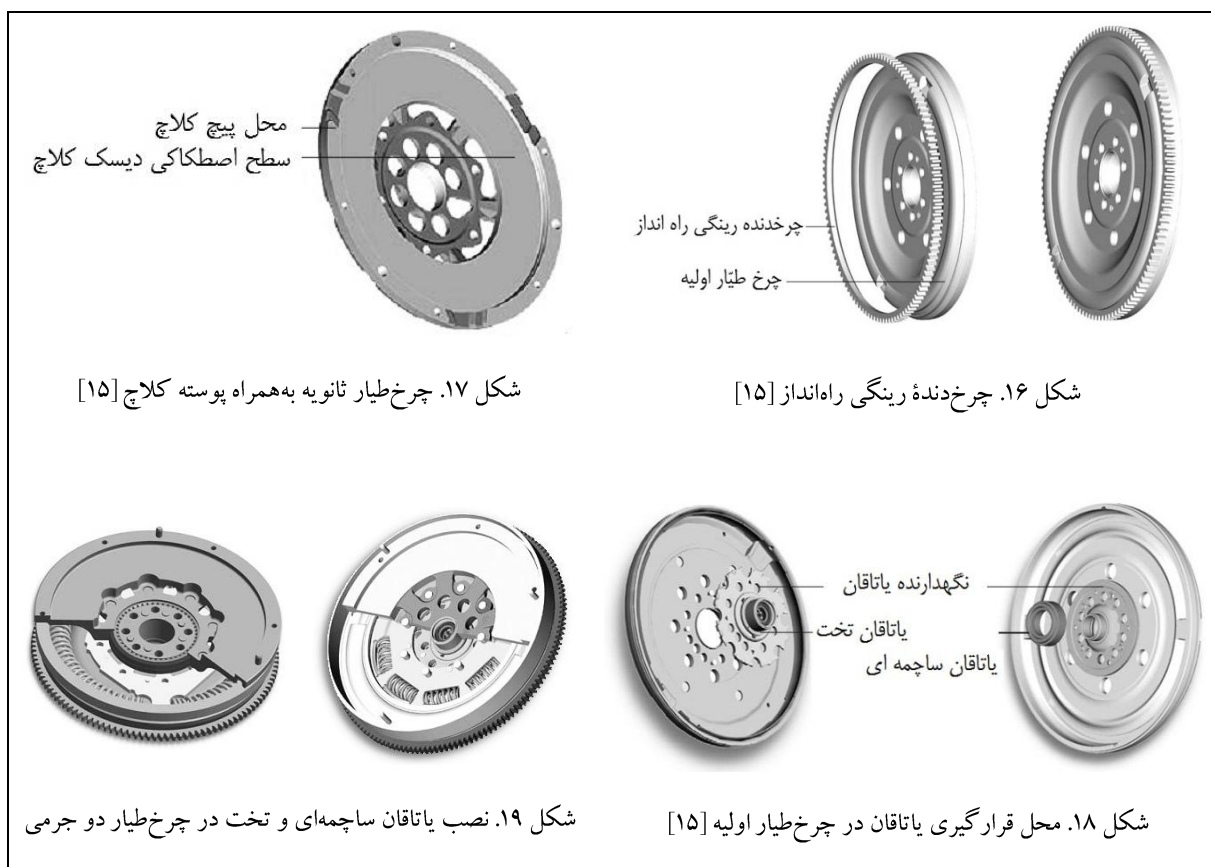 چرخدنده رینگی راه انداز
چرخ طیّار اولیه
شکل ۱۶. چرخ‌دندهٔ رینگی راه‌انداز [۱۵]
محل پیچ کلاچ
سطح اصطکاکی دیسک کلاچ
شکل ۱۷. چرخ‌طیار ثانویه به‌همراه پوسته کلاچ [۱۵]
نگهدارنده یاتاقان
یاتاقان تخت
یاتاقان ساچمه ای
شکل ۱۸. محل قرارگیری یاتاقان در چرخ‌طیار اولیه [۱۵]
شکل ۱۹. نصب یاتاقان ساچمه‌ای و تخت در چرخ‌طیار دو جرمی